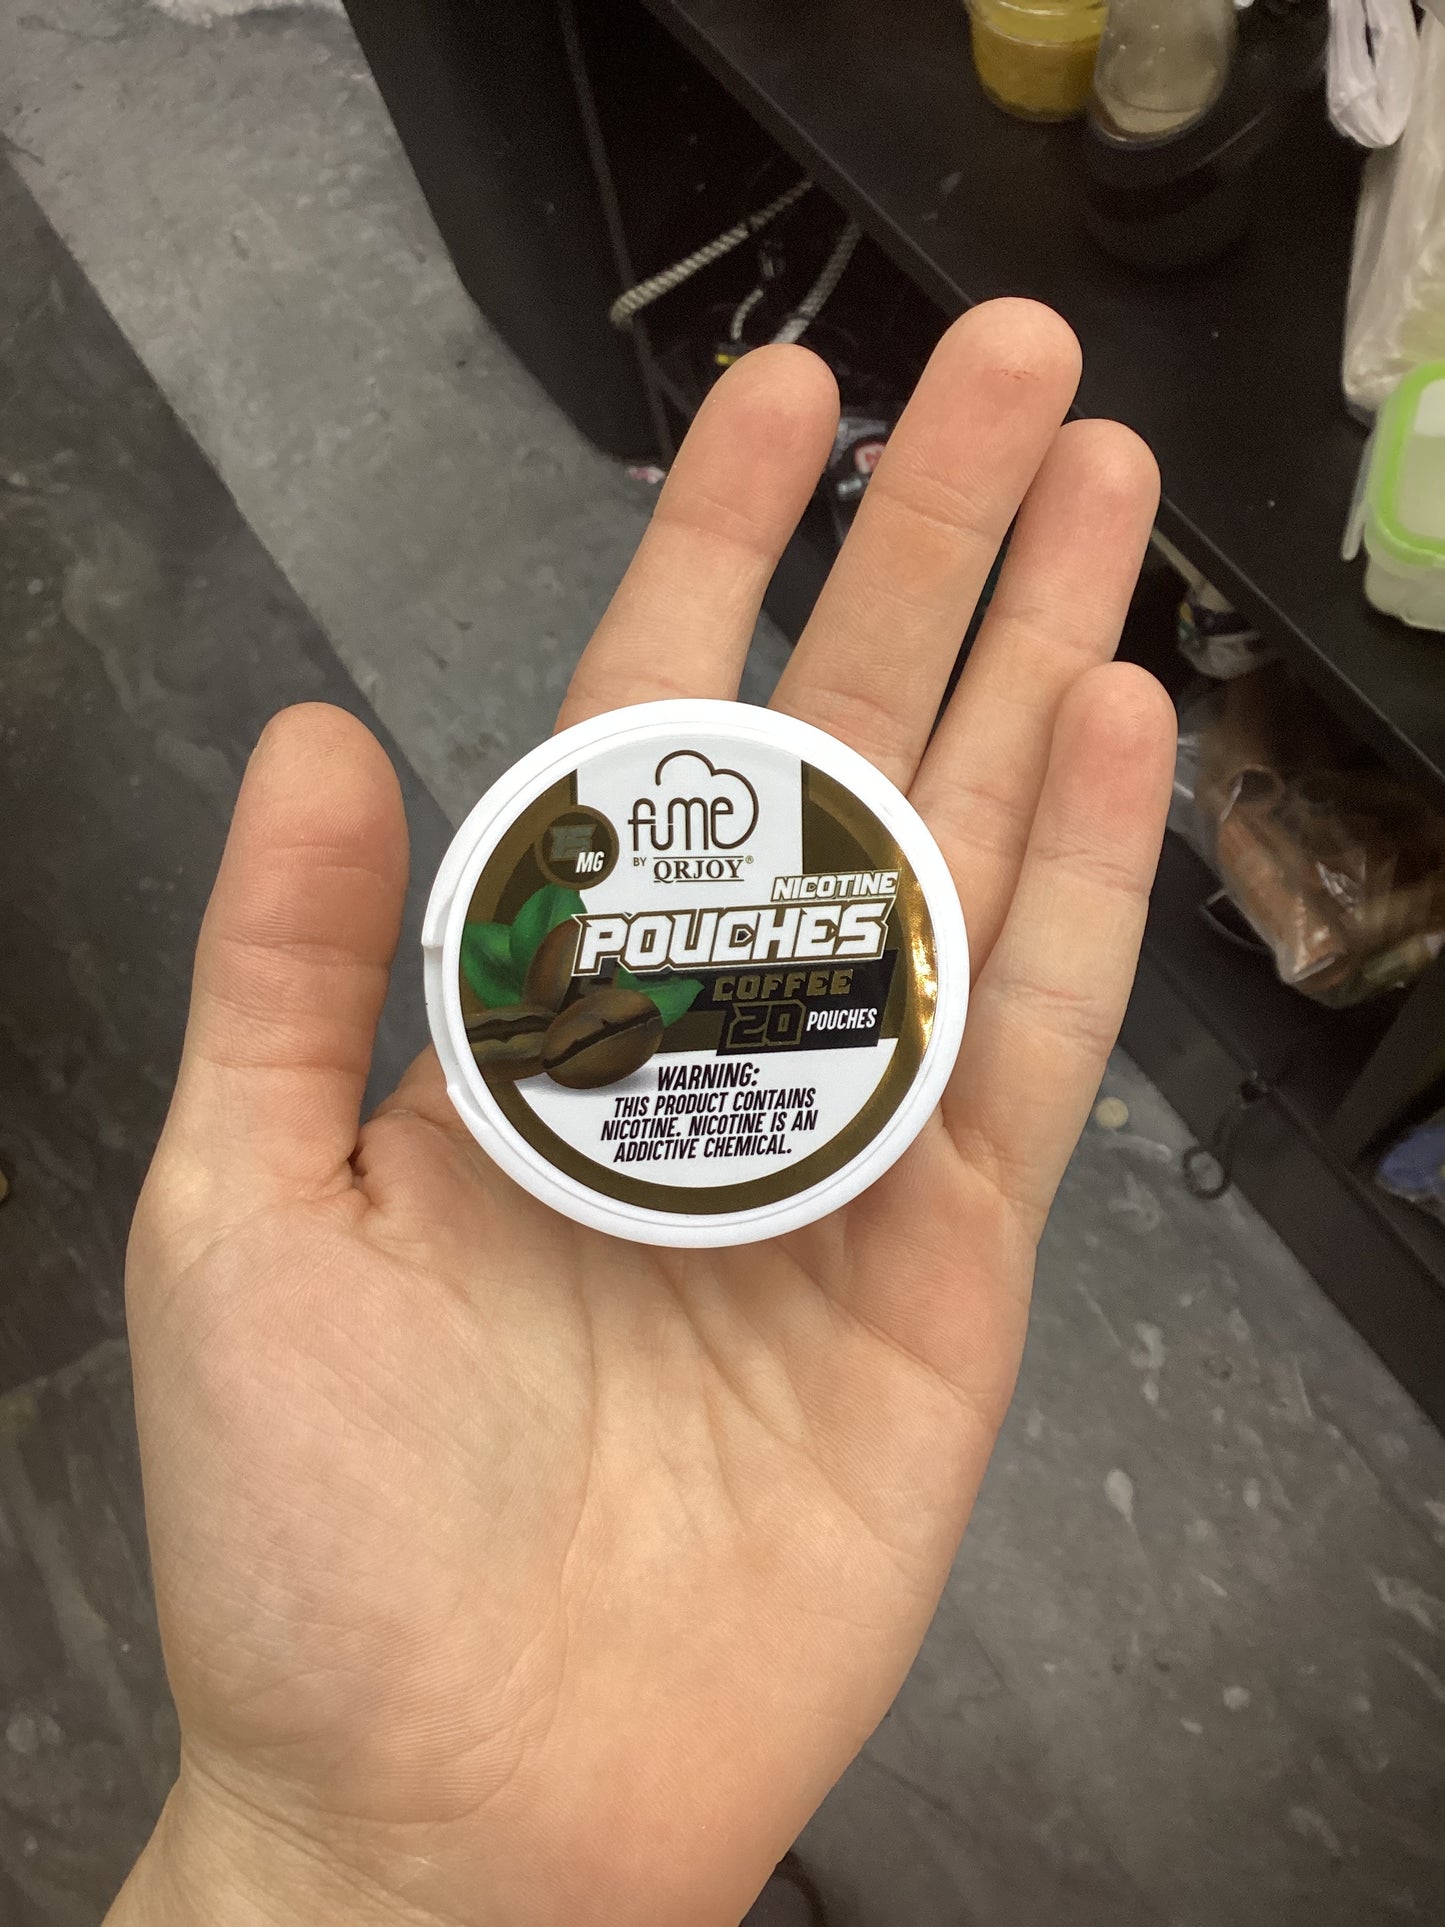 fume
BY QRJOY®
15
MG
NICOTINE
POUCHES
COFFEE
20 POUCHES
WARNING:
THIS PRODUCT CONTAINS
NICOTINE. NICOTINE IS AN
ADDICTIVE CHEMICAL.